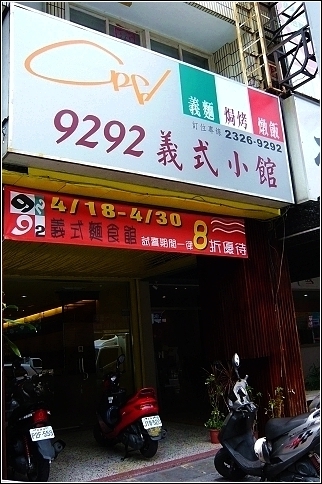 義麵 焗烤 燉飯
訂位專線 2326-9292
9292義式小館
4/18-4/30
義式麵食館 試賣期間一律8折優待